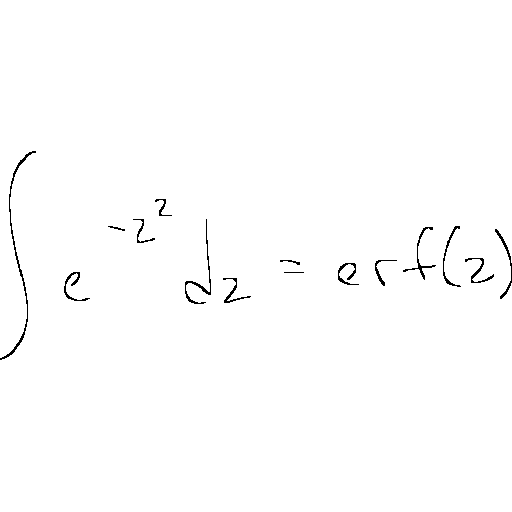 ∫ e^{-z^2} dz = erf(z)